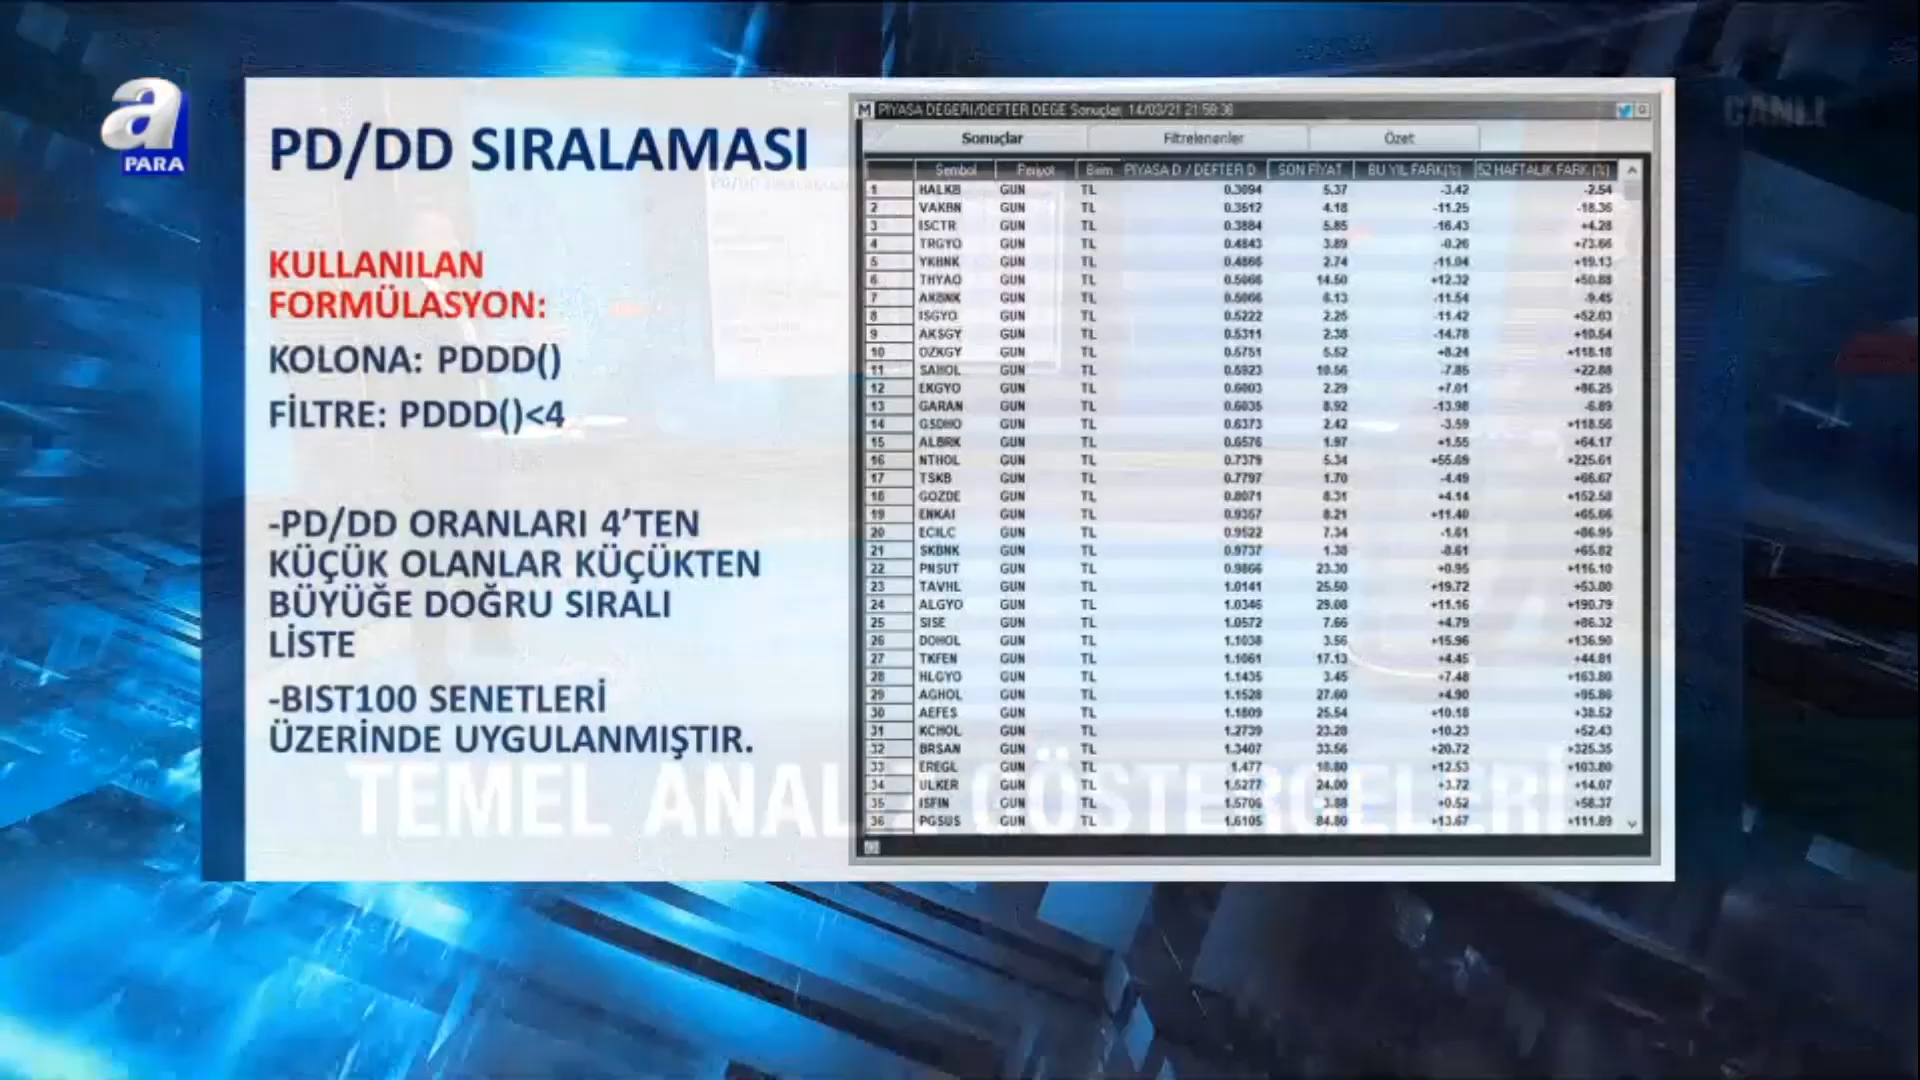 a
PARA
CANLI
PD/DD SIRALAMASI
KULLANILAN
FORMÜLASYON:
KOLONA: PDDD()
FİLTRE: PDDD()<4
-PD/DD ORANLARI 4'TEN
KÜÇÜK OLANLAR KÜÇÜKTEN
BÜYÜĞE DOĞRU SIRALI
LİSTE
-BIST100 SENETLERİ
ÜZERİNDE UYGULANMIŞTIR.
PIYASA DEGERI/DEFTER DEGE Sonuçlar 14/03/21 21:59:36
Sonuçlar Filtrelenenler Özet
Sembol Periyot Birim PIYASA D / DEFTER D SON FİYAT BU YIL FARK(%) 52 HAFTALIK FARK (%)
1 HALKB GUN TL 0.3094 5.37 -3.42 -2.54
2 VAKBN GUN TL 0.3512 4.18 -11.25 -18.36
3 ISCTR GUN TL 0.3884 5.85 -16.43 +4.28
4 TRGYO GUN TL 0.4843 3.89 -0.26 +73.66
5 YKBNK GUN TL 0.4866 2.74 -11.04 +19.13
6 THYAO GUN TL 0.5066 14.50 +12.32 +50.88
7 AKBNK GUN TL 0.5066 6.13 -11.54 -9.45
8 ISGYO GUN TL 0.5222 2.25 -11.42 +52.03
9 AKSGY GUN TL 0.5311 2.38 -14.78 +10.54
10 OZKGY GUN TL 0.5751 5.52 +8.24 +118.18
11 SAHOL GUN TL 0.5923 10.56 -7.85 +22.88
12 EKGYO GUN TL 0.6003 2.29 +7.01 +86.25
13 GARAN GUN TL 0.6035 8.92 -13.98 -6.89
14 GSDHO GUN TL 0.6373 2.42 -3.59 +118.56
15 ALBRK GUN TL 0.6576 1.97 +1.55 +64.17
16 NTHOL GUN TL 0.7379 5.34 +55.69 +225.61
17 TSKB GUN TL 0.7797 1.70 -4.49 +66.67
18 GOZDE GUN TL 0.8071 8.31 +4.14 +152.58
19 ENKAI GUN TL 0.9357 8.21 +11.40 +65.66
20 ECILC GUN TL 0.9522 7.34 -1.61 +86.95
21 SKBNK GUN TL 0.9737 1.38 -8.61 +65.82
22 PNSUT GUN TL 0.9866 23.30 +0.95 +116.10
23 TAVHL GUN TL 1.0141 25.50 +19.72 +53.80
24 ALGYO GUN TL 1.0346 29.08 +11.16 +190.79
25 SISE GUN TL 1.0572 7.66 +4.79 +86.32
26 DOHOL GUN TL 1.1038 3.56 +15.96 +136.90
27 TKFEN GUN TL 1.1061 17.13 +4.45 +44.81
28 HLGYO GUN TL 1.1435 3.45 +7.48 +163.80
29 AGHOL GUN TL 1.1528 27.60 +4.90 +95.86
30 AEFES GUN TL 1.1809 25.54 +10.18 +38.52
31 KCHOL GUN TL 1.2739 23.28 +10.23 +52.43
32 BRSAN GUN TL 1.3407 33.56 +20.72 +325.35
33 EREGL GUN TL 1.477 +12.53 +103.80
34 ULKER GUN TL 1.5277 24.00 +3.72 +14.07
35 ISFIN GUN TL 1.5706 3.88 +0.52 +58.37
36 PGSUS GUN TL 1.6105 84.80 +13.67 +111.89
TEMEL ANALİZ GÖSTERGELERİ